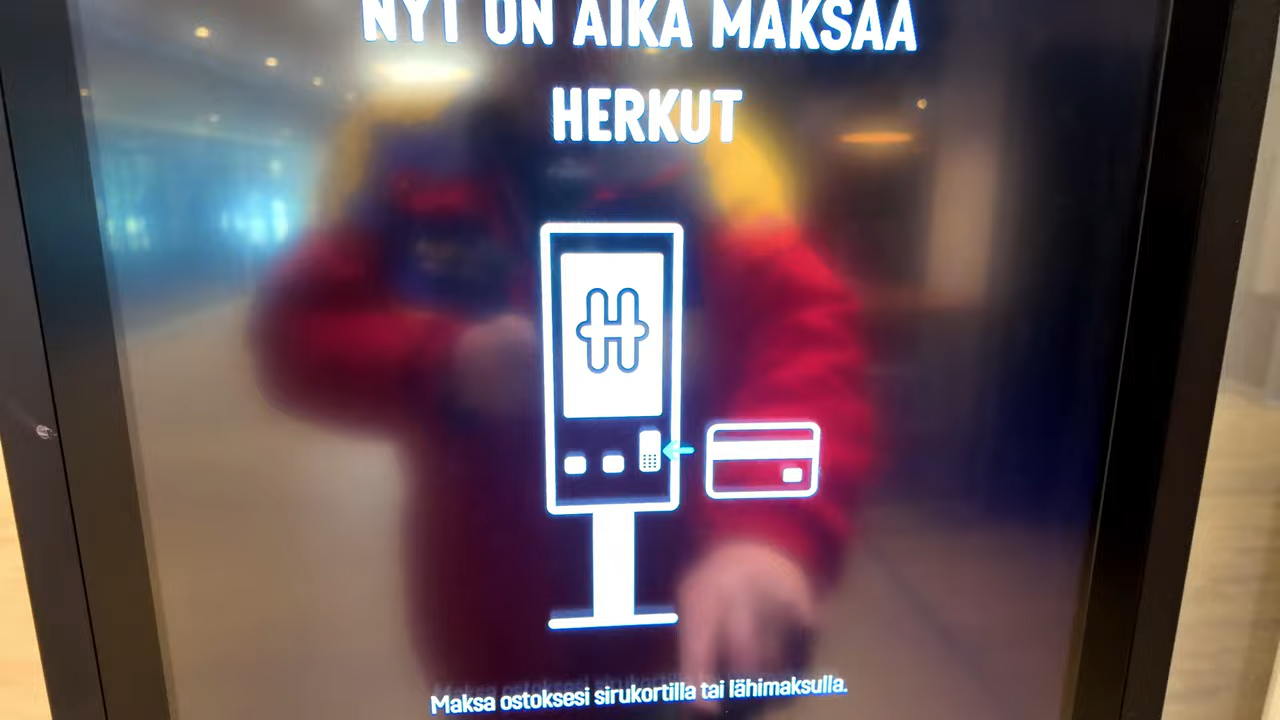 NYT ON AIKA MAKSAA
HERKUT
H
Maksa ostoksesi sirukortilla tai lähimaksulla.